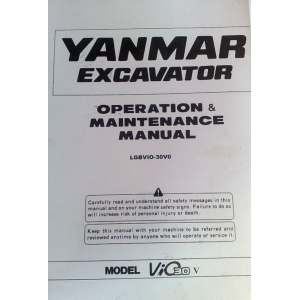 YANMAR
EXCAVATOR
OPERATION &
MAINTENANCE
MANUAL
LGBVIO-30V0
Carefully read and understand all safety messages in this
manual and on your machine safety signs. Failure to do so
will increase risk of personal injury or death.
Keep this manual with your machine to be referred and
reviewed anytime by anyone who will operate or service it.
MODEL ViO30 V